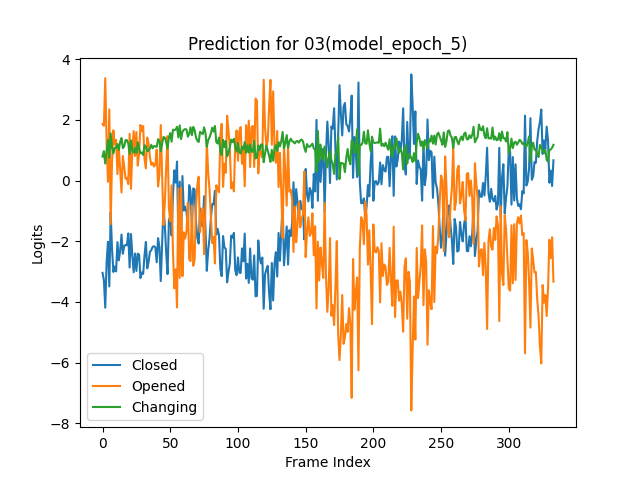 Prediction for 03(model_epoch_5)
4
2
0
−2
−4
−6
−8
Logits
Closed
Opened
Changing
0 50 100 150 200 250 300
Frame Index